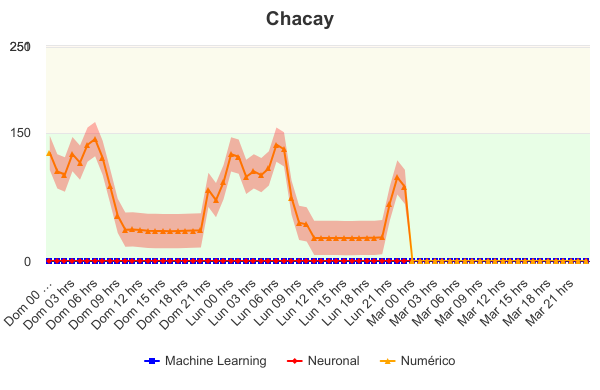 Chacay
250
150
0
Dom 00 ...
Dom 03 hrs
Dom 06 hrs
Dom 09 hrs
Dom 12 hrs
Dom 15 hrs
Dom 18 hrs
Dom 21 hrs
Lun 00 hrs
Lun 03 hrs
Lun 06 hrs
Lun 09 hrs
Lun 12 hrs
Lun 15 hrs
Lun 18 hrs
Lun 21 hrs
Mar 00 hrs
Mar 03 hrs
Mar 06 hrs
Mar 09 hrs
Mar 12 hrs
Mar 15 hrs
Mar 18 hrs
Mar 21 hrs
Machine Learning Neuronal Numérico